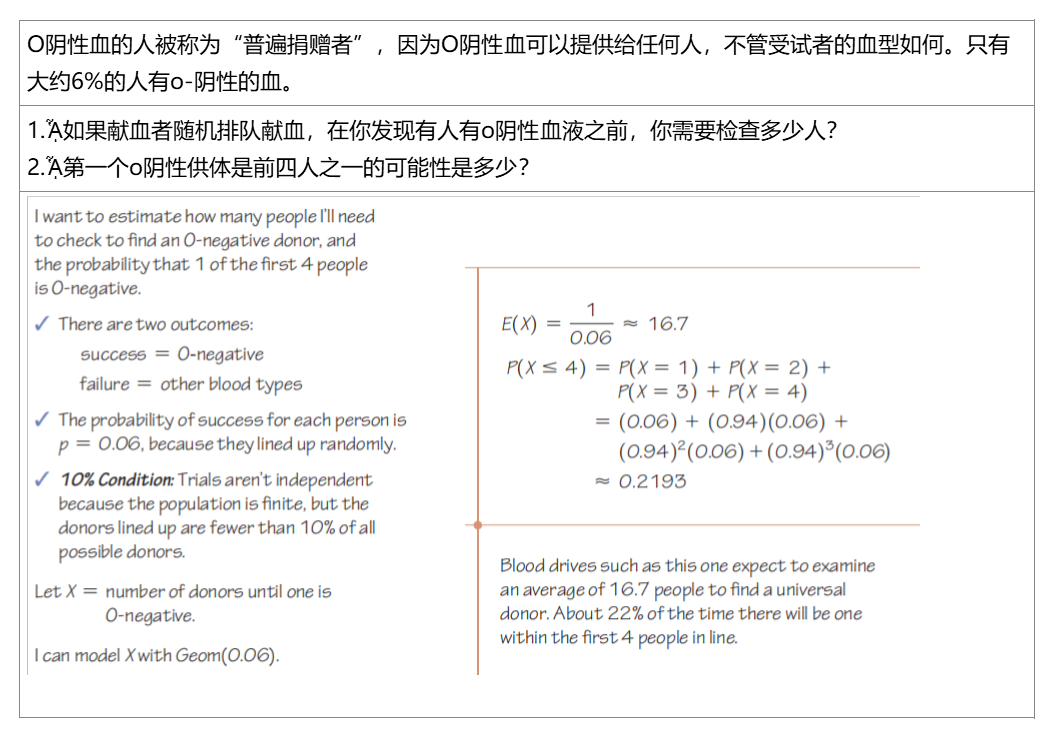 O阴性血的人被称为“普遍捐赠者”，因为O阴性血可以提供给任何人，不管受试者的血型如何。只有
大约6%的人有o-阴性的血。
1.Ặ如果献血者随机排队献血，在你发现有人有o阴性血液之前，你需要检查多少人？
2.Ặ第一个o阴性供体是前四人之一的可能性是多少？
I want to estimate how many people I'll need
to check to find an O-negative donor, and
the probability that 1 of the first 4 people
is O-negative.
✓ There are two outcomes:
success = O-negative
failure = other blood types
✓ The probability of success for each person is
p = 0.06, because they lined up randomly.
✓ 10% Condition: Trials aren't independent
because the population is finite, but the
donors lined up are fewer than 10% of all
possible donors.
Let X = number of donors until one is
O-negative.
I can model X with Geom(0.06).
E(X) = 1/0.06 ≈ 16.7
P(X ≤ 4) = P(X = 1) + P(X = 2) +
P(X = 3) + P(X = 4)
= (0.06) + (0.94)(0.06) +
(0.94)²(0.06) + (0.94)³(0.06)
≈ 0.2193
Blood drives such as this one expect to examine
an average of 16.7 people to find a universal
donor. About 22% of the time there will be one
within the first 4 people in line.